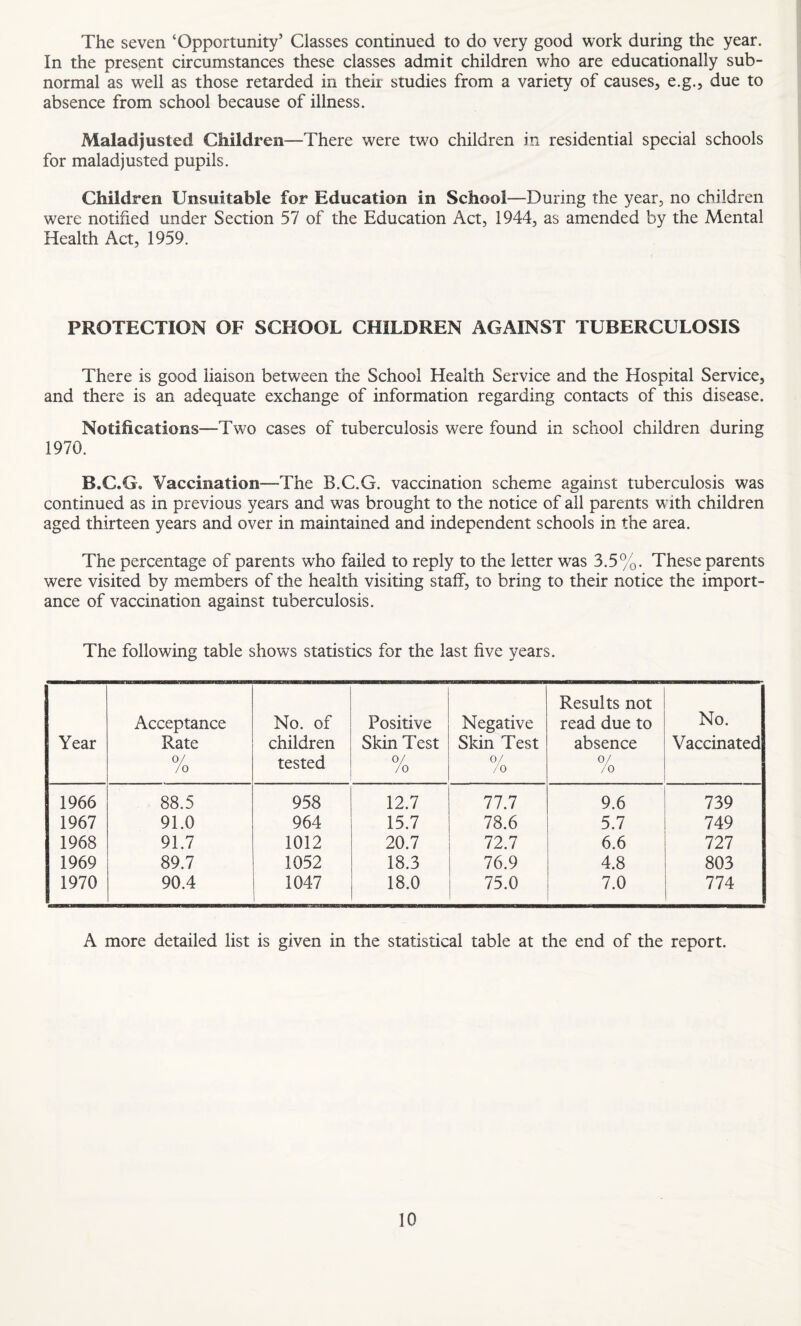 The seven ‘Opportunity’ Classes continued to do very good work during the year.
In the present circumstances these classes admit children who are educationally sub-
normal as well as those retarded in their studies from a variety of causes, e.g., due to
absence from school because of illness.
Maladjusted Children—There were two children in residential special schools
for maladjusted pupils.
Children Unsuitable for Education in School—During the year, no children
were notified under Section 57 of the Education Act, 1944, as amended by the Mental
Health Act, 1959.
PROTECTION OF SCHOOL CHILDREN AGAINST TUBERCULOSIS
There is good liaison between the School Health Service and the Hospital Service,
and there is an adequate exchange of information regarding contacts of this disease.
Notifications—Two cases of tuberculosis were found in school children during
1970.
B.C.G. Vaccination—The B.C.G. vaccination scheme against tuberculosis was
continued as in previous years and was brought to the notice of all parents with children
aged thirteen years and over in maintained and independent schools in the area.
The percentage of parents who failed to reply to the letter was 3.5%. These parents
were visited by members of the health visiting staff, to bring to their notice the import-
ance of vaccination against tuberculosis.
The following table shows statistics for the last five years.
Year | Acceptance Rate % | No. of children tested | Positive Skin Test % | Negative Skin Test % | Results not read due to absence % | No. Vaccinated
1966 | 88.5 | 958 | 12.7 | 77.7 | 9.6 | 739
1967 | 91.0 | 964 | 15.7 | 78.6 | 5.7 | 749
1968 | 91.7 | 1012 | 20.7 | 72.7 | 6.6 | 727
1969 | 89.7 | 1052 | 18.3 | 76.9 | 4.8 | 803
1970 | 90.4 | 1047 | 18.0 | 75.0 | 7.0 | 774
A more detailed list is given in the statistical table at the end of the report.
10